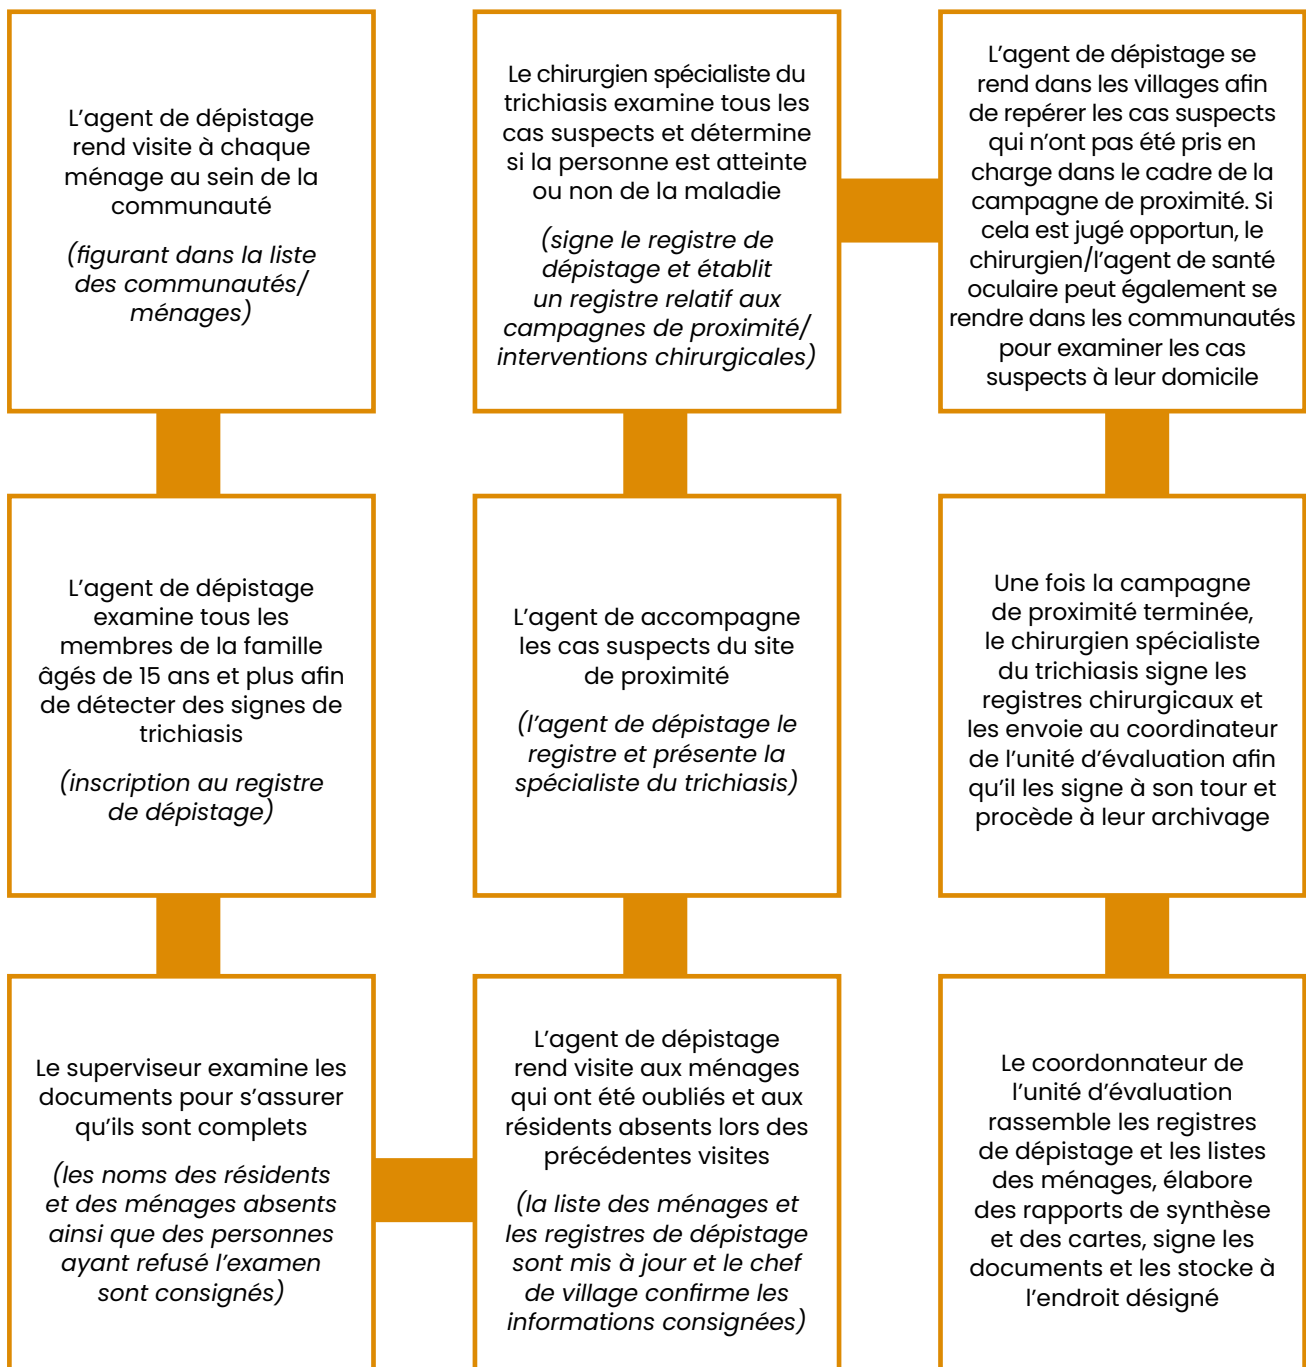 L’agent de dépistage
rend visite à chaque
ménage au sein de la
communauté
(figurant dans la liste
des communautés/
ménages)
L’agent de dépistage
examine tous les
membres de la famille
âgés de 15 ans et plus afin
de détecter des signes de
trichiasis
(inscription au registre
de dépistage)
Le superviseur examine les
documents pour s’assurer
qu’ils sont complets
(les noms des résidents
et des ménages absents
ainsi que des personnes
ayant refusé l’examen
sont consignés)
L’agent de dépistage
rend visite aux ménages
qui ont été oubliés et aux
résidents absents lors des
précédentes visites
(la liste des ménages et
les registres de dépistage
sont mis à jour et le chef
de village confirme les
informations consignées)
L’agent de accompagne
les cas suspects du site
de proximité
(l’agent de dépistage le
registre et présente la
spécialiste du trichiasis)
Le chirurgien spécialiste du
trichiasis examine tous les
cas suspects et détermine
si la personne est atteinte
ou non de la maladie
(signe le registre de
dépistage et établit
un registre relatif aux
campagnes de proximité/
interventions chirurgicales)
L’agent de dépistage se
rend dans les villages afin
de repérer les cas suspects
qui n’ont pas été pris en
charge dans le cadre de la
campagne de proximité. Si
cela est jugé opportun, le
chirurgien/l’agent de santé
oculaire peut également se
rendre dans les communautés
pour examiner les cas
suspects à leur domicile
Une fois la campagne
de proximité terminée,
le chirurgien spécialiste
du trichiasis signe les
registres chirurgicaux et
les envoie au coordinateur
de l’unité d’évaluation afin
qu’il les signe à son tour et
procède à leur archivage
Le coordonnateur de
l’unité d’évaluation
rassemble les registres
de dépistage et les listes
des ménages, élabore
des rapports de synthèse
et des cartes, signe les
documents et les stocke à
l’endroit désigné